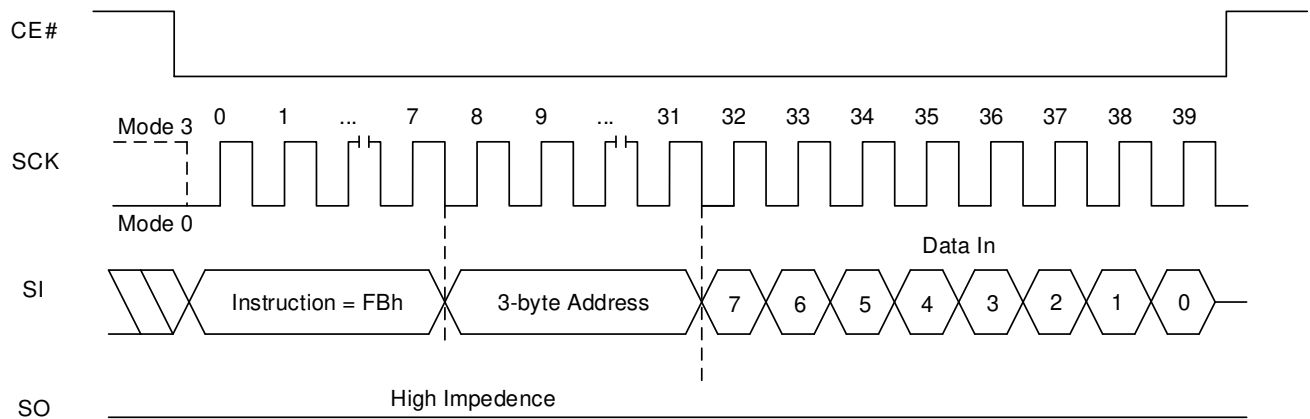 CE#
Mode 3
0 1 ... 7 8 9 ... 31 32 33 34 35 36 37 38 39
SCK
Mode 0
Data In
SI
Instruction = FBh
3-byte Address
7 6 5 4 3 2 1 0
High Impedence
SO